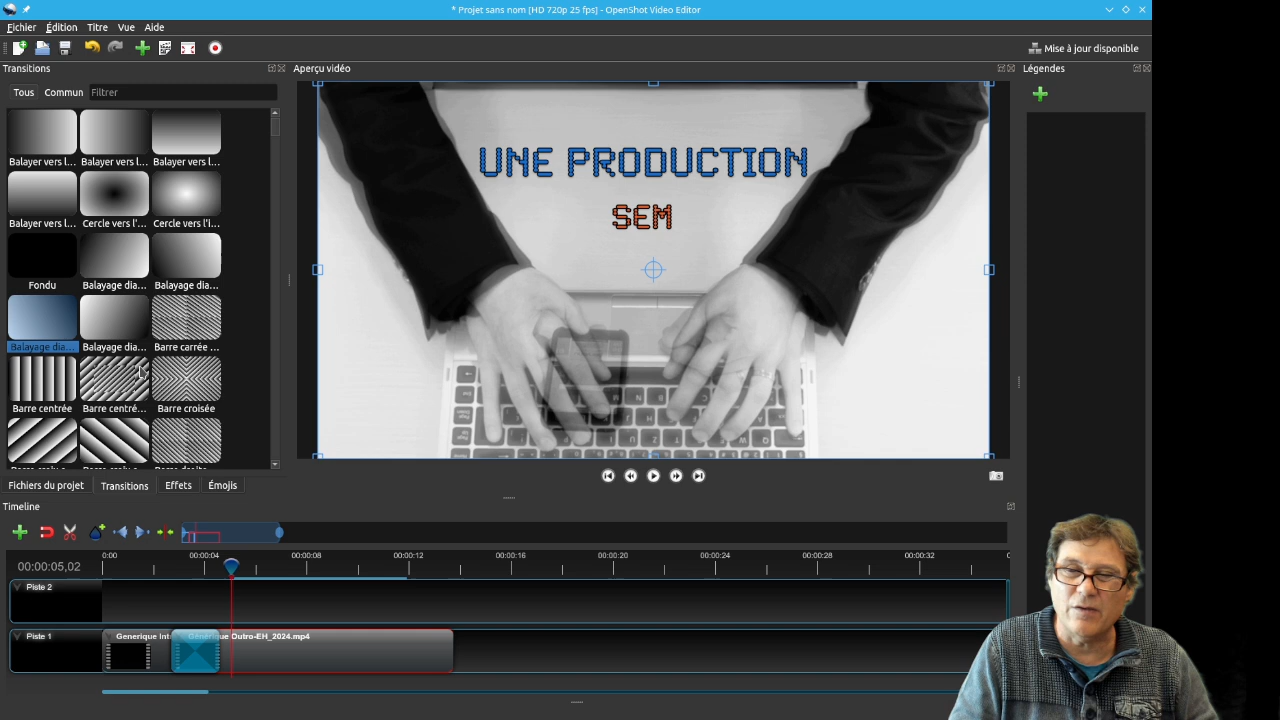 * Projet sans nom [HD 720p 25 fps] - OpenShot Video Editor
Fichier Édition Titre Vue Aide
Mise à jour disponible
Transitions
Aperçu vidéo
Légendes
Tous Commun Filtrer
Balayer vers l... Balayer vers l... Balayer vers l...
Balayer vers l... Cercle vers l'... Cercle vers l'i...
Fondu Balayage dia... Balayage dia...
Balayage dia... Balayage dia... Barre carrée ...
Barre centrée Barre centré... Barre croisée
UNE PRODUCTION
SEM
Fichiers du projet Transitions Effets Émojis
Timeline
00:00:05,02
0:00 00:00:04 00:00:08 00:00:12 00:00:16 00:00:20 00:00:24 00:00:28 00:00:32
Piste 2
Piste 1
Generique Int
Générique Outro-EH_2024.mp4